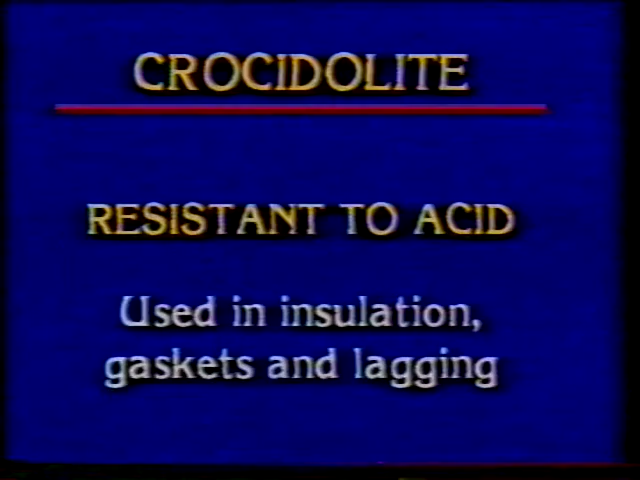 CROCIDOLITE
RESISTANT TO ACID
Used in insulation,
gaskets and lagging